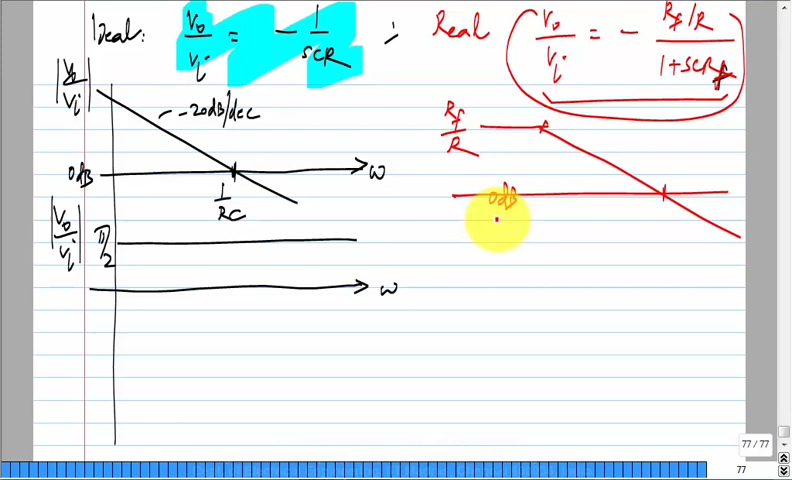 Ideal: Vo/Vi = - 1/SCR ; Real Vo/Vi = - Rf/R / 1+SCRf
|Vo/Vi|
-20dB/dec
Rf/R
0dB
ω
1/RC
0dB
|Vo/Vi|
π/2
ω
77 / 77
77